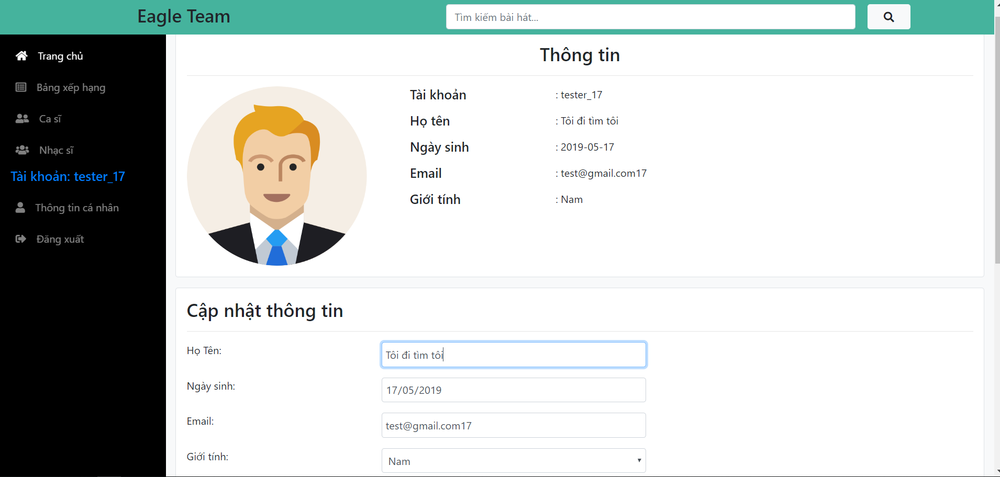 Eagle Team
Tìm kiếm bài hát...
Trang chủ
Bảng xếp hạng
Ca sĩ
Nhạc sĩ
Tài khoản: tester_17
Thông tin cá nhân
Đăng xuất
Thông tin
Tài khoản : tester_17
Họ tên : Tôi đi tìm tôi
Ngày sinh : 2019-05-17
Email : test@gmail.com17
Giới tính : Nam
Cập nhật thông tin
Họ Tên: Tôi đi tìm tôi
Ngày sinh: 17/05/2019
Email: test@gmail.com17
Giới tính: Nam